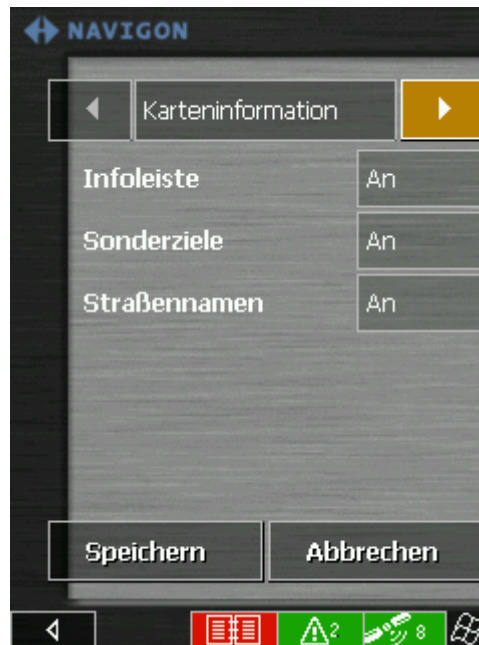 NAVIGON
Karteninformation
Infoleiste An
Sonderziele An
Straßennamen An
Speichern Abbrechen
2 8